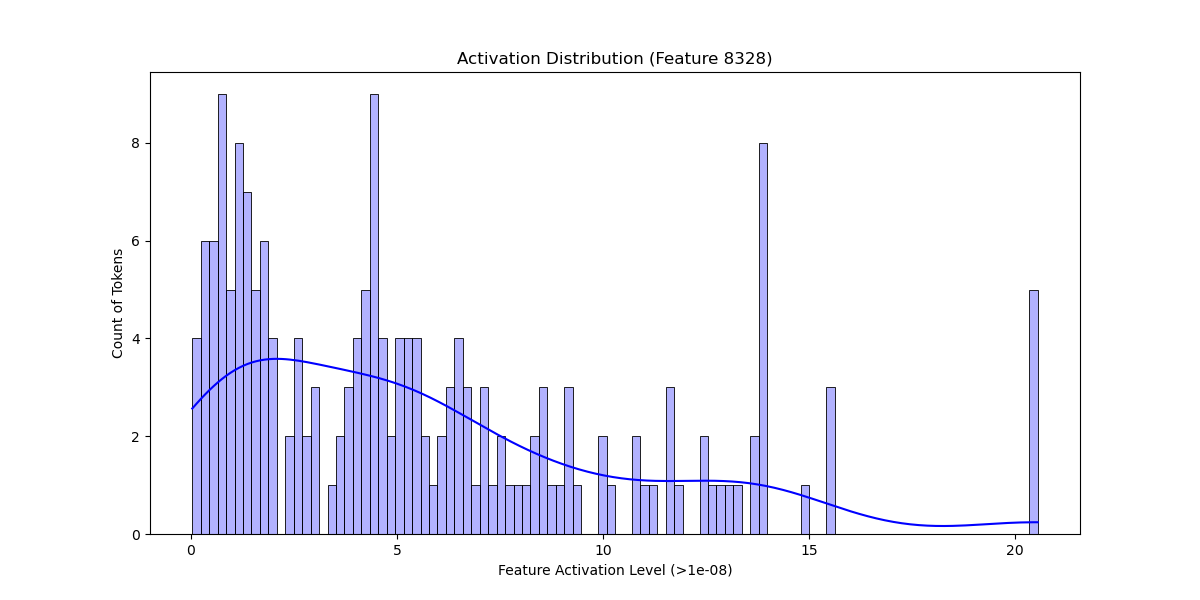 Activation Distribution (Feature 8328)
Count of Tokens
8
6
4
2
0
0 5 10 15 20
Feature Activation Level (>1e-08)